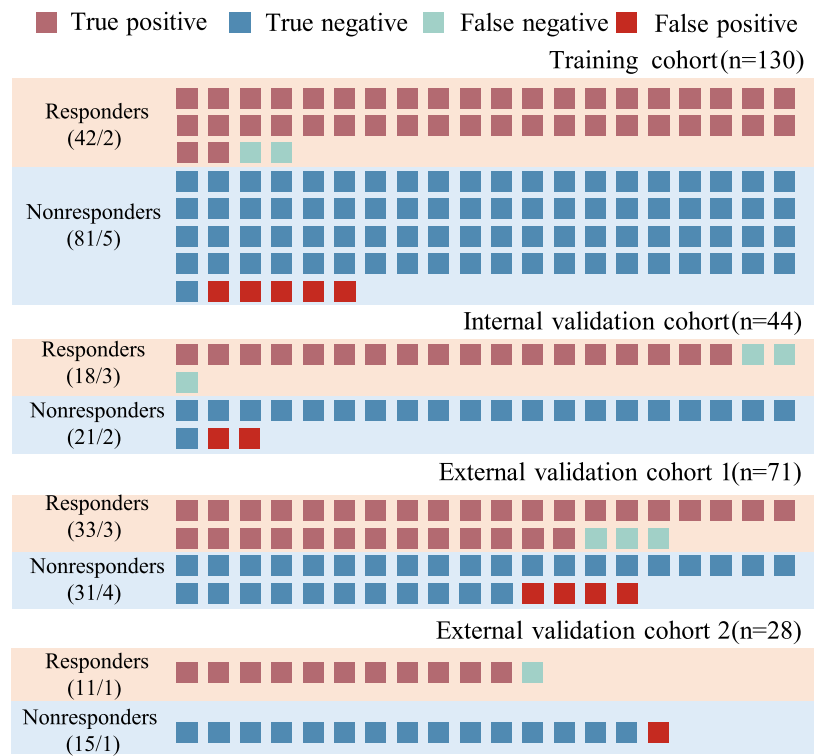 True positive True negative False negative False positive
Training cohort(n=130)
Responders
(42/2)
Nonresponders
(81/5)
Internal validation cohort(n=44)
Responders
(18/3)
Nonresponders
(21/2)
External validation cohort 1(n=71)
Responders
(33/3)
Nonresponders
(31/4)
External validation cohort 2(n=28)
Responders
(11/1)
Nonresponders
(15/1)